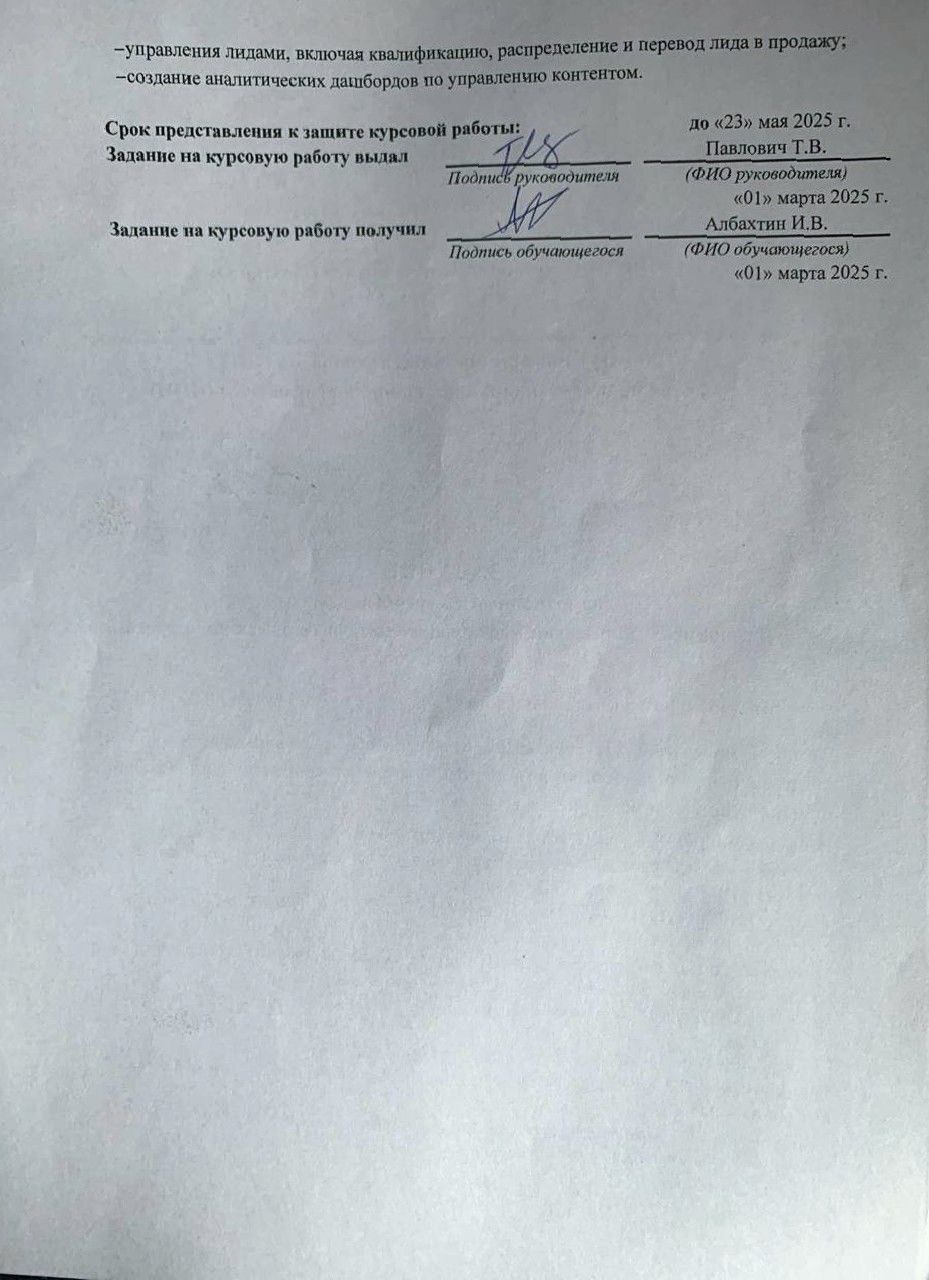 –управления лидами, включая квалификацию, распределение и перевод лида в продажу;
–создание аналитических дашбордов по управлению контентом.
Срок представления к защите курсовой работы: до «23» мая 2025 г.
Задание на курсовую работу выдал Павлович Т.В.
Подпись руководителя (ФИО руководителя)
«01» марта 2025 г.
Задание на курсовую работу получил Албахтин И.В.
Подпись обучающегося (ФИО обучающегося)
«01» марта 2025 г.